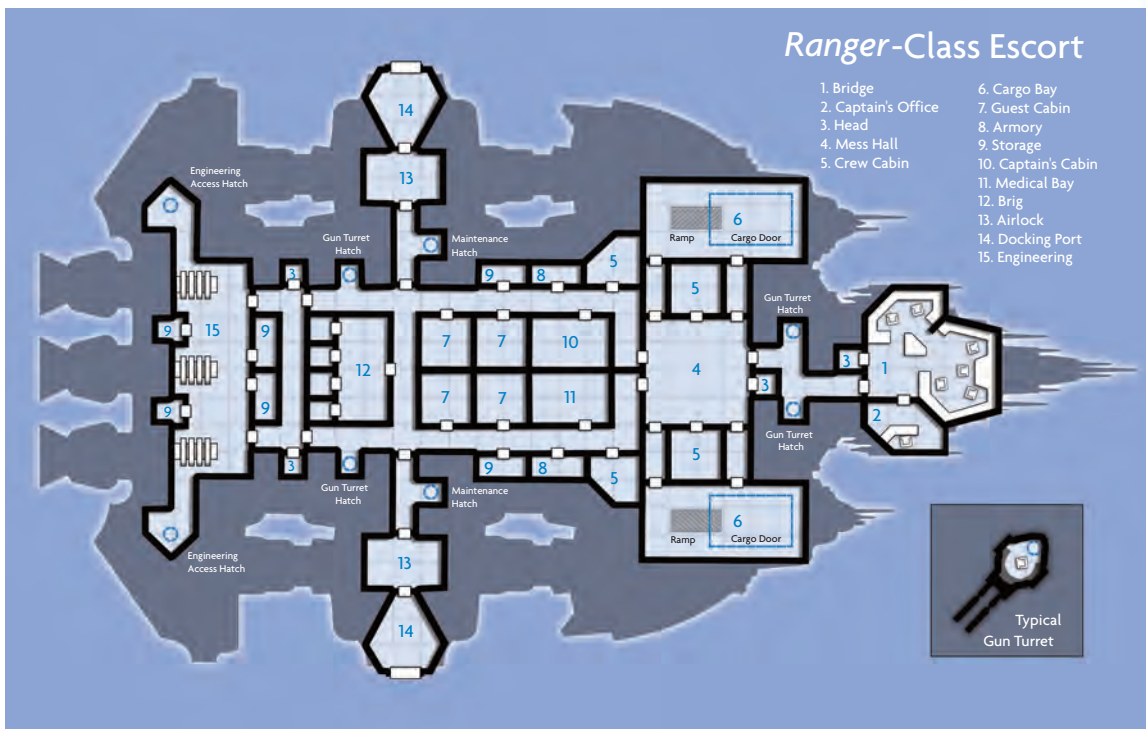 Ranger-Class Escort
1. Bridge
2. Captain's Office
3. Head
4. Mess Hall
5. Crew Cabin
6. Cargo Bay
7. Guest Cabin
8. Armory
9. Storage
10. Captain's Cabin
11. Medical Bay
12. Brig
13. Airlock
14. Docking Port
15. Engineering
14
Engineering
Access Hatch
13
6
Ramp
Cargo Door
Gun Turret
Hatch
Maintenance
Hatch
3
9
8
5
5
Gun Turret
Hatch
9
15
9
7
7
10
12
4
3
1
9
9
7
7
11
3
2
Gun Turret
Hatch
3
9
8
5
5
Gun Turret
Hatch
Maintenance
Hatch
6
Ramp
Cargo Door
Engineering
Access Hatch
13
14
Typical
Gun Turret